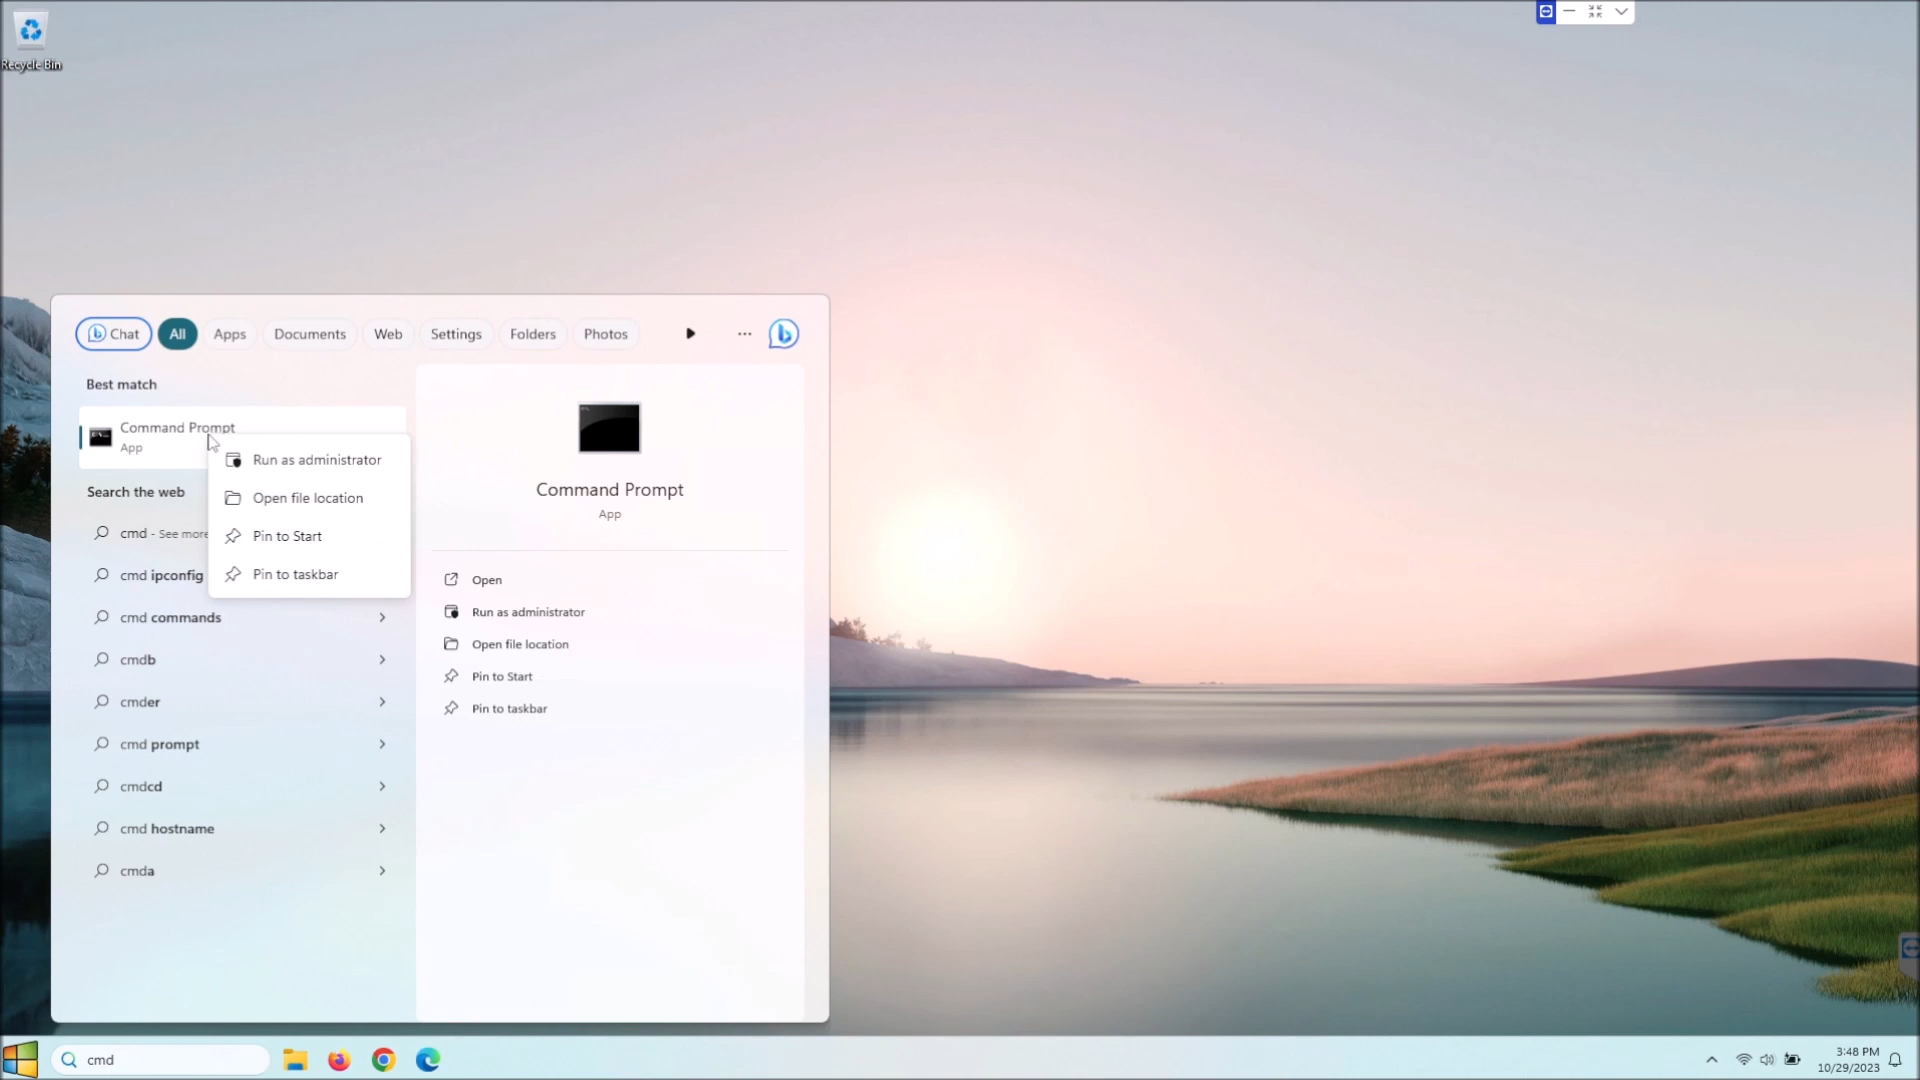 Recycle Bin
Chat
All
Apps
Documents
Web
Settings
Folders
Photos
Best match
Command Prompt
App
Run as administrator
Open file location
Pin to Start
Pin to taskbar
Search the web
cmd - See more
cmd ipconfig
cmd commands
cmdb
cmder
cmd prompt
cmdcd
cmd hostname
cmda
Command Prompt
App
Open
Run as administrator
Open file location
Pin to Start
Pin to taskbar
cmd
3:48 PM
10/29/2023